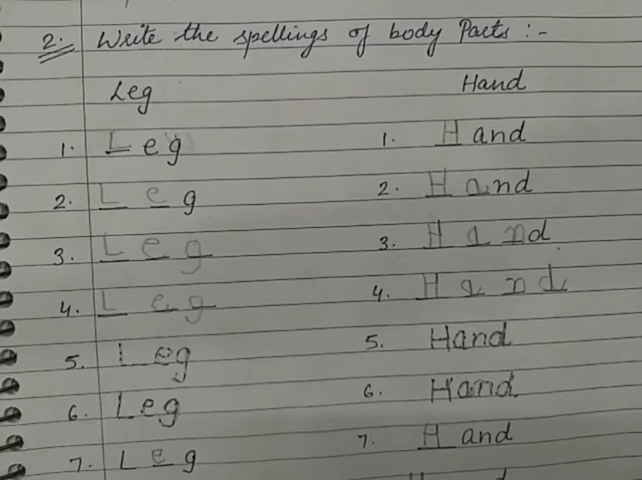 2. Write the spellings of body Parts :-
Leg Hand
1. Leg 1. Hand
2. Leg 2. Hand
3. Leg 3. Hand
4. Leg 4. Hand
5. Leg 5. Hand
6. Leg 6. Hand
7. Leg 7. Hand